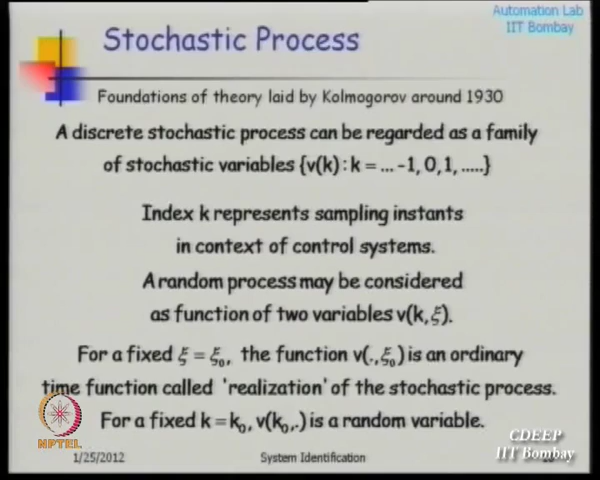 Automation Lab
IIT Bombay
Stochastic Process
Foundations of theory laid by Kolmogorov around 1930
A discrete stochastic process can be regarded as a family
of stochastic variables {v(k) : k = ... -1, 0, 1, .....}
Index k represents sampling instants
in context of control systems.
A random process may be considered
as function of two variables v(k, ξ).
For a fixed ξ = ξ₀, the function v(., ξ₀) is an ordinary
time function called 'realization' of the stochastic process.
For a fixed k = k₀, v(k₀,.) is a random variable.
NPTEL
1/25/2012
System Identification
CDEEP
IIT Bombay